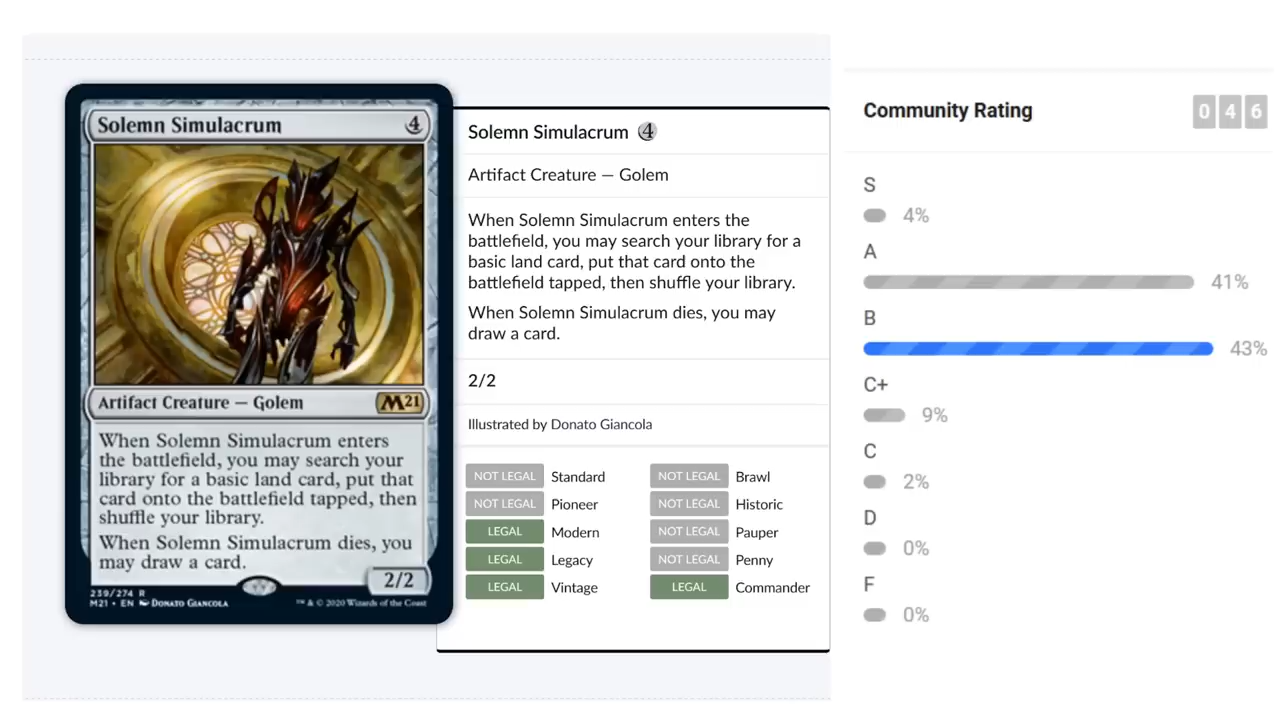 Solemn Simulacrum 4
Artifact Creature — Golem M21
When Solemn Simulacrum enters
the battlefield, you may search your
library for a basic land card, put that
card onto the battlefield tapped, then
shuffle your library.
When Solemn Simulacrum dies, you
may draw a card.
2/2
239/274 R
M21 • EN DONATO GIANCOLA
™ & © 2020 Wizards of the Coast
Solemn Simulacrum 4
Artifact Creature — Golem
When Solemn Simulacrum enters the
battlefield, you may search your library for a
basic land card, put that card onto the
battlefield tapped, then shuffle your library.
When Solemn Simulacrum dies, you may
draw a card.
2/2
Illustrated by Donato Giancola
NOT LEGAL Standard NOT LEGAL Brawl
NOT LEGAL Pioneer NOT LEGAL Historic
LEGAL Modern NOT LEGAL Pauper
LEGAL Legacy NOT LEGAL Penny
LEGAL Vintage LEGAL Commander
Community Rating 0 4 6
S
4%
A
41%
B
43%
C+
9%
C
2%
D
0%
F
0%